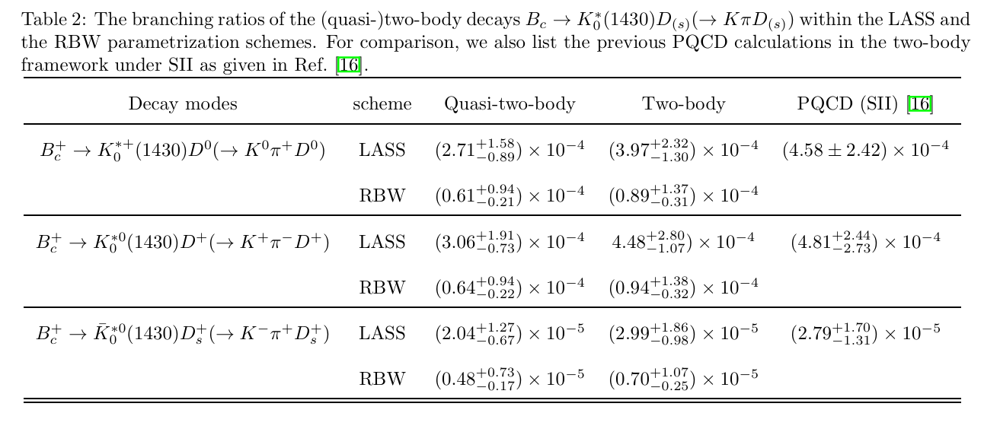 Table 2: The branching ratios of the (quasi-)two-body decays $B_c \to K_0^*(1430)D_{(s)}(\to K\pi D_{(s)})$ within the LASS and
the RBW parametrization schemes. For comparison, we also list the previous PQCD calculations in the two-body
framework under SII as given in Ref. [16].
Decay modes scheme Quasi-two-body Two-body PQCD (SII) [16]
$B_c^+ \to K_0^{*+}(1430)D^0(\to K^0\pi^+D^0)$ LASS $(2.71^{+1.58}_{-0.89}) \times 10^{-4}$ $(3.97^{+2.32}_{-1.30}) \times 10^{-4}$ $(4.58 \pm 2.42) \times 10^{-4}$
RBW $(0.61^{+0.94}_{-0.21}) \times 10^{-4}$ $(0.89^{+1.37}_{-0.31}) \times 10^{-4}$
$B_c^+ \to K_0^{*0}(1430)D^+(\to K^+\pi^-D^+)$ LASS $(3.06^{+1.91}_{-0.73}) \times 10^{-4}$ $4.48^{+2.80}_{-1.07}) \times 10^{-4}$ $(4.81^{+2.44}_{-2.73}) \times 10^{-4}$
RBW $(0.64^{+0.94}_{-0.22}) \times 10^{-4}$ $(0.94^{+1.38}_{-0.32}) \times 10^{-4}$
$B_c^+ \to \bar{K}_0^{*0}(1430)D_s^+(\to K^-\pi^+D_s^+)$ LASS $(2.04^{+1.27}_{-0.67}) \times 10^{-5}$ $(2.99^{+1.86}_{-0.98}) \times 10^{-5}$ $(2.79^{+1.70}_{-1.31}) \times 10^{-5}$
RBW $(0.48^{+0.73}_{-0.17}) \times 10^{-5}$ $(0.70^{+1.07}_{-0.25}) \times 10^{-5}$